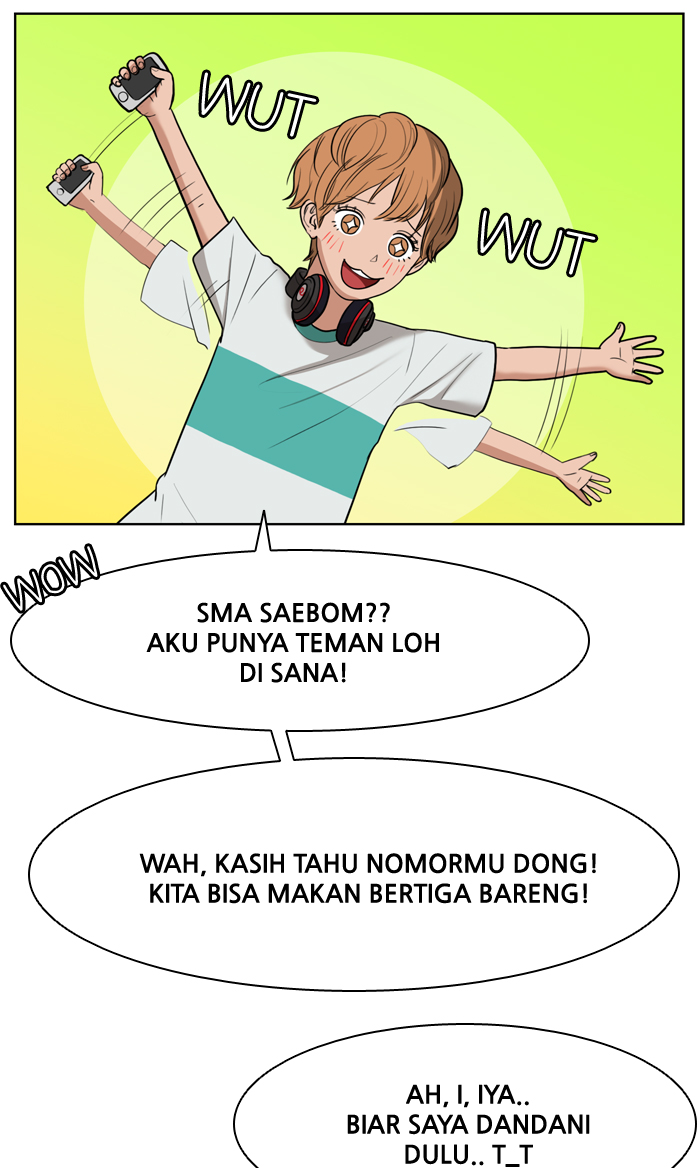 WUT
WUT
WOW
SMA SAEBOM??
AKU PUNYA TEMAN LOH
DI SANA!
WAH, KASIH TAHU NOMORMU DONG!
KITA BISA MAKAN BERTIGA BARENG!
AH, I, IYA..
BIAR SAYA DANDANI
DULU.. T_T